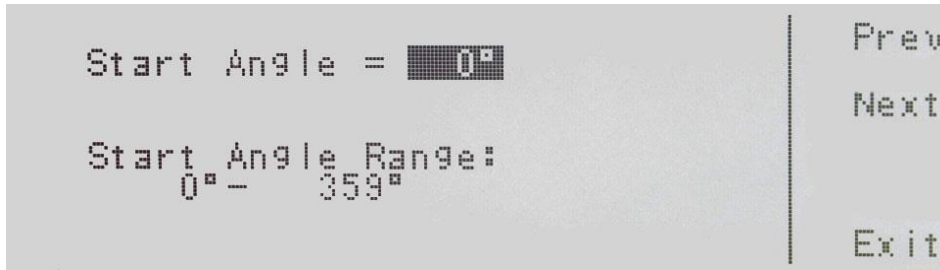 Start Angle = 0°
Start Angle Range:
0° – 359°
Prev
Next
Exit